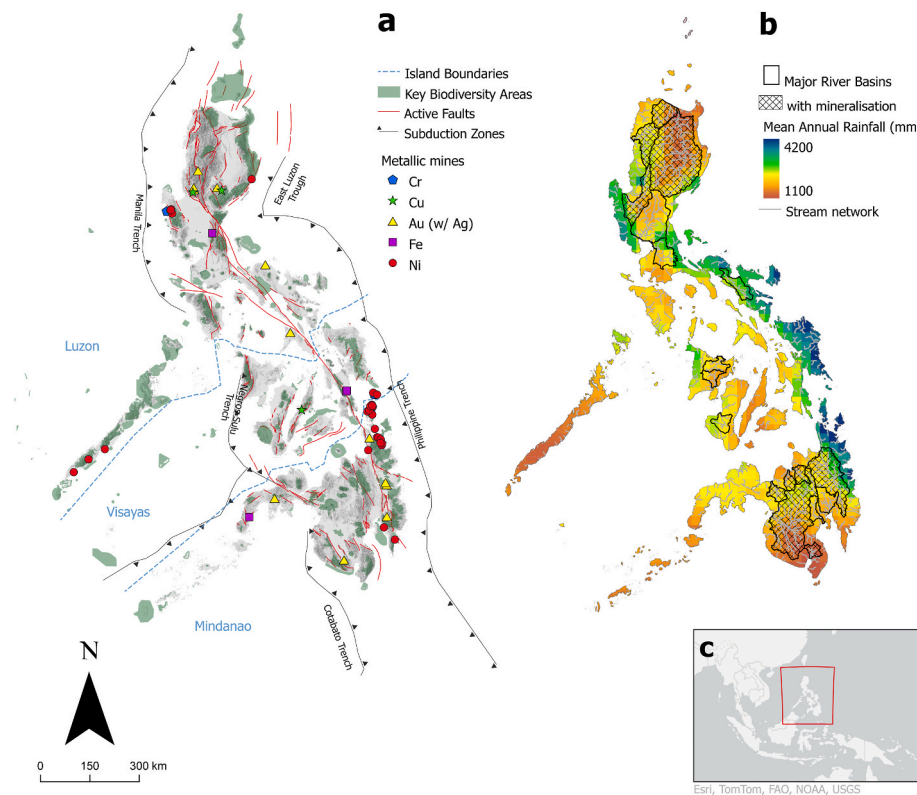 a
Island Boundaries
Key Biodiversity Areas
Active Faults
Subduction Zones
Metallic mines
Cr
Cu
Au (w/ Ag)
Fe
Ni
Manila Trench
East Luzon
Trough
Luzon
Negros-Sulu
Trench
Philippine Trench
Visayas
Mindanao
Cotabato Trench
N
0 150 300 km
b
Major River Basins
with mineralisation
Mean Annual Rainfall (mm
4200
1100
Stream network
c
Esri, TomTom, FAO, NOAA, USGS